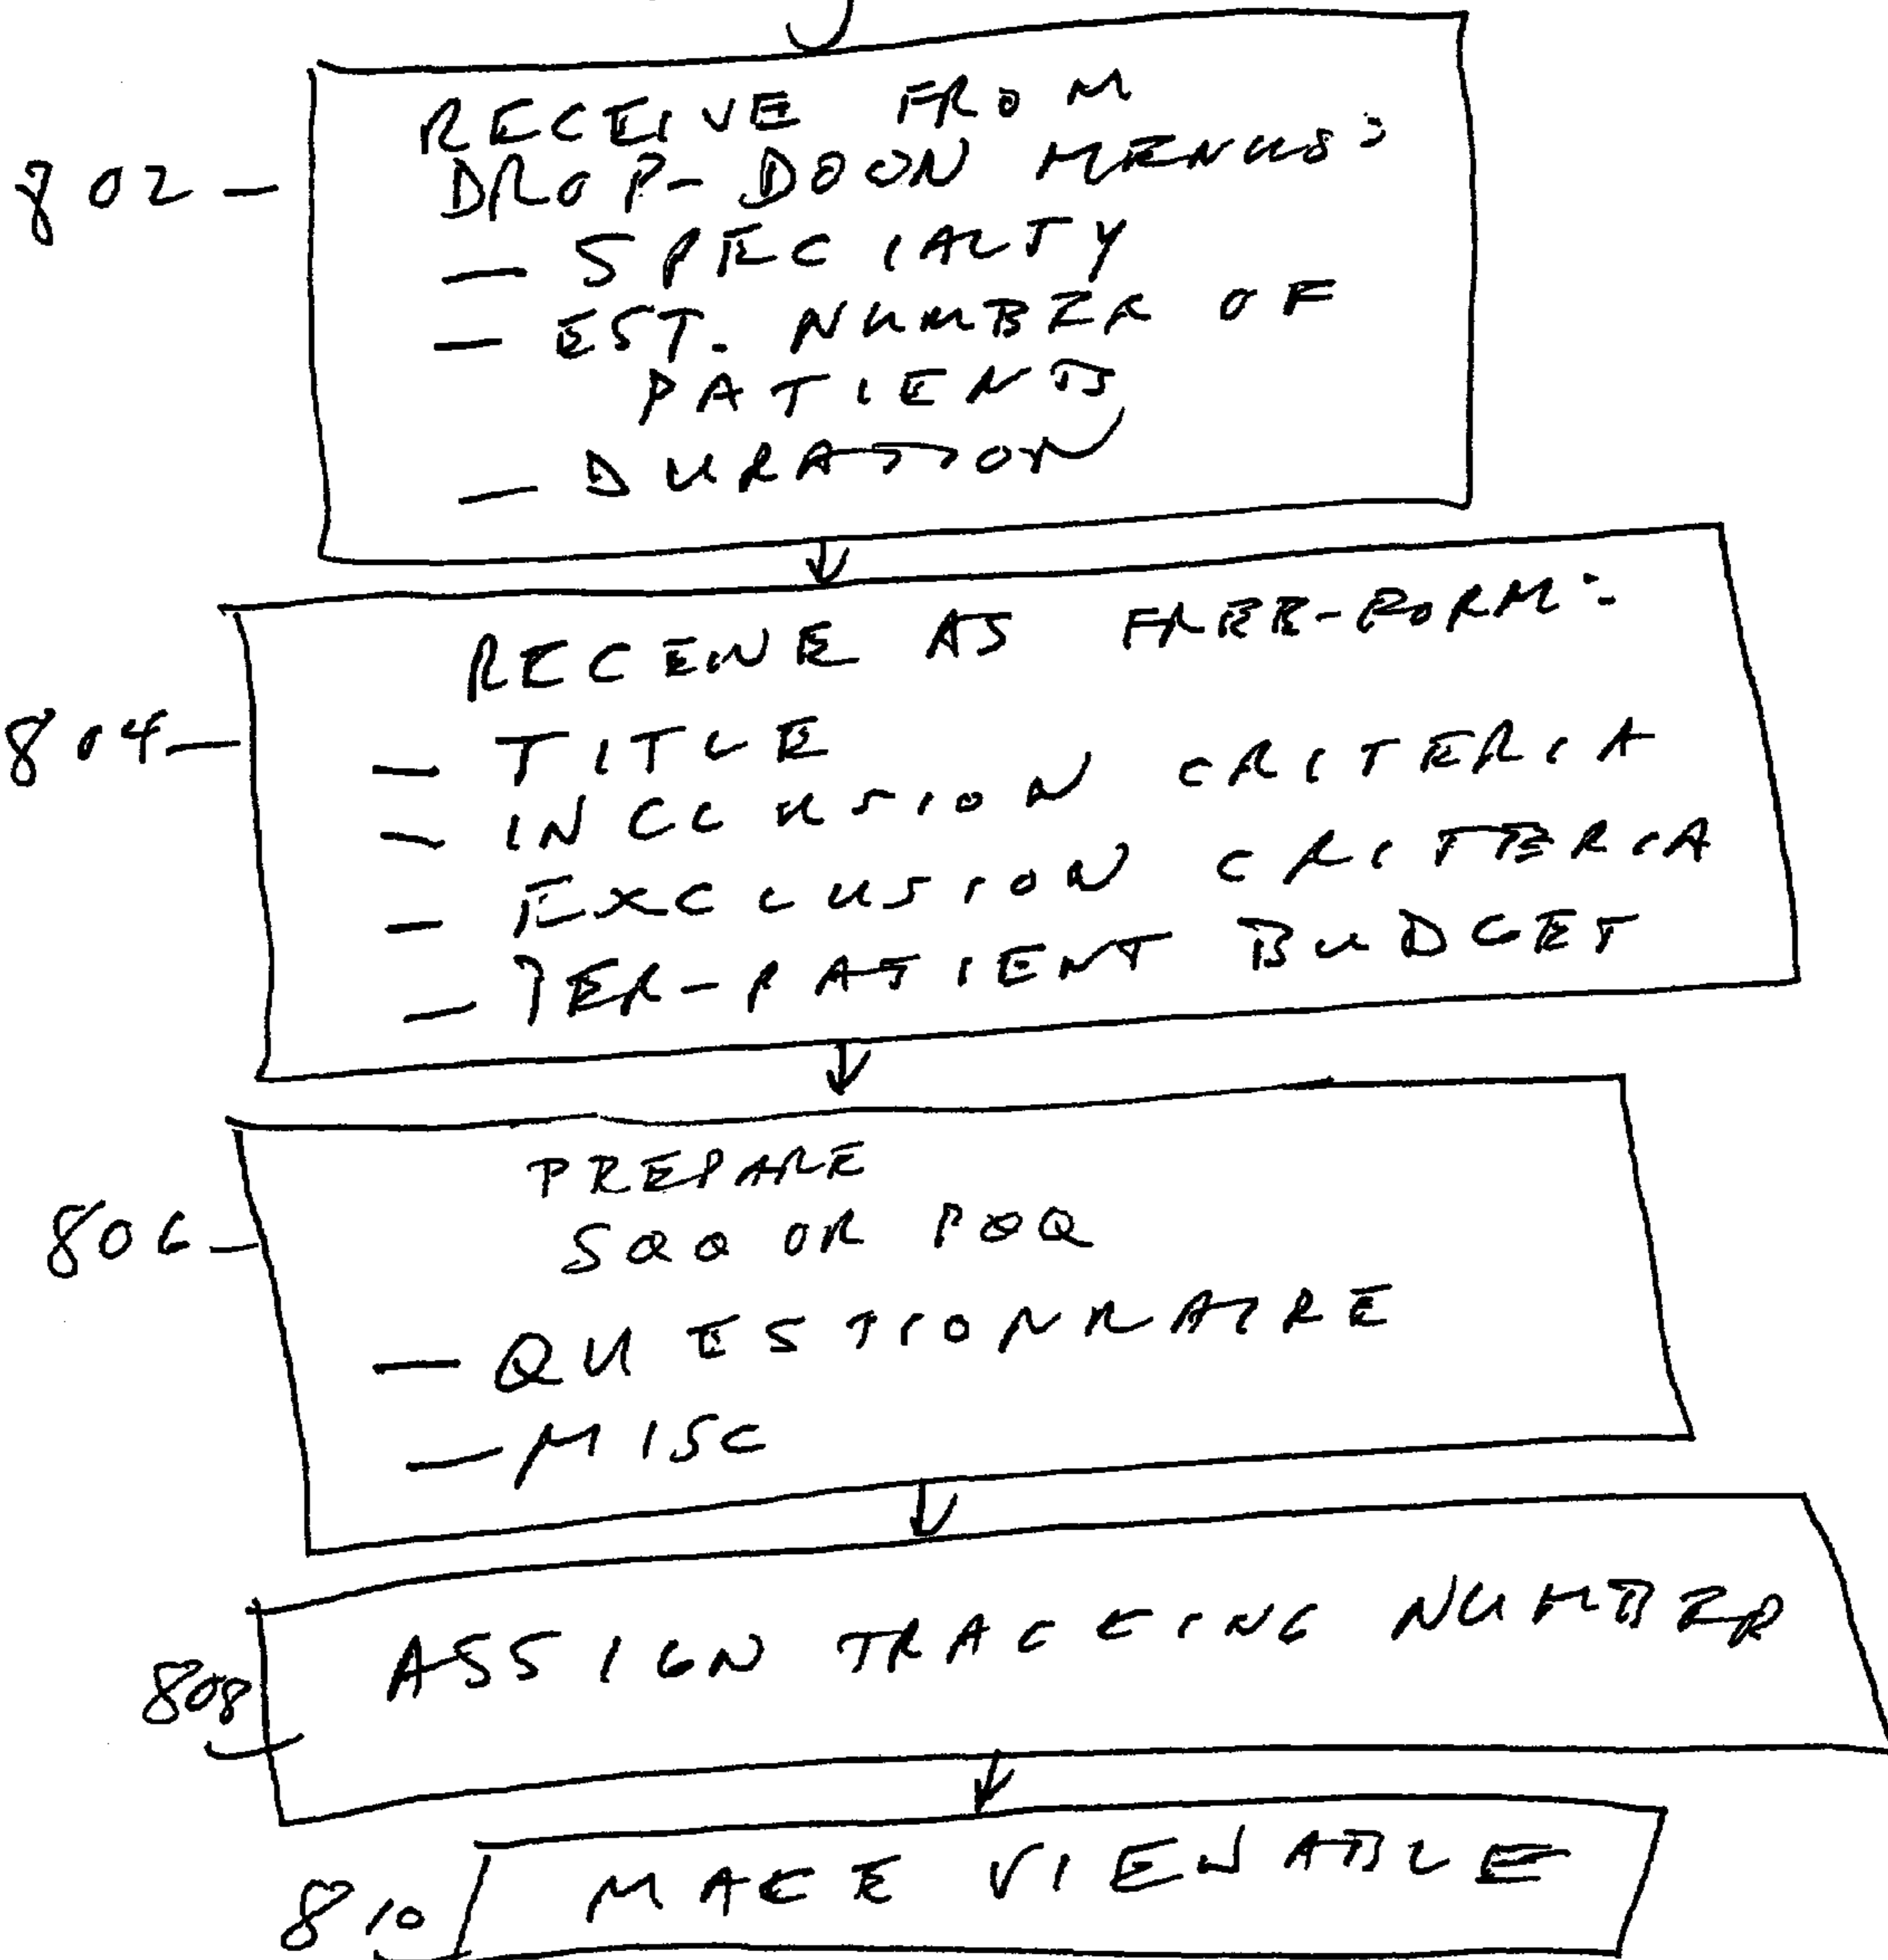 802
RECEIVE FROM
DROP-DOWN MENUS:
— SPECIALTY
— EST. NUMBER OF
PATIENTS
— DURATION
804
RECEIVE AS FREE-FORM:
— TITLE
— INCLUSION CRITERIA
— EXCLUSION CRITERIA
— PER-PATIENT BUDGET
806
PREPARE
SQQ OR PQQ
— QUESTIONNAIRE
— MISC
808
ASSIGN TRACKING NUMBER
810
MAKE VIEWABLE